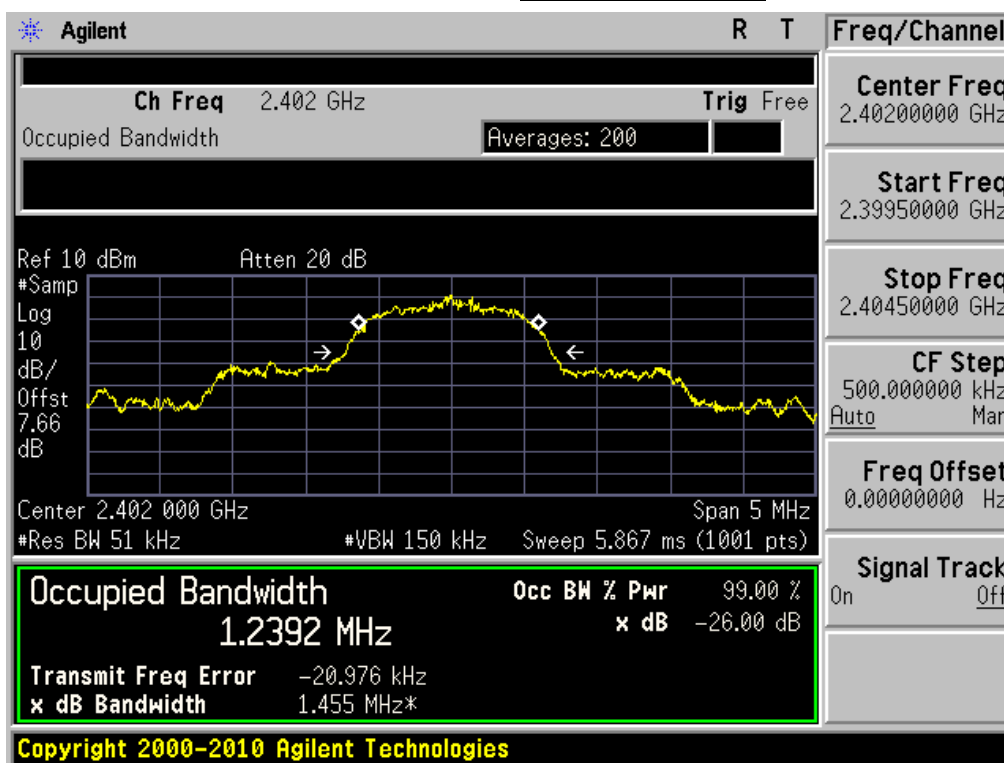 Agilent R T
Ch Freq 2.402 GHz Trig Free
Occupied Bandwidth Averages: 200
Ref 10 dBm Atten 20 dB
#Samp
Log
10
dB/
Offst
7.66
dB
Center 2.402 000 GHz Span 5 MHz
#Res BW 51 kHz #VBW 150 kHz Sweep 5.867 ms (1001 pts)
Occupied Bandwidth Occ BW % Pwr 99.00 %
1.2392 MHz x dB -26.00 dB
Transmit Freq Error -20.976 kHz
x dB Bandwidth 1.455 MHz*
Copyright 2000-2010 Agilent Technologies
Freq/Channel
Center Freq
2.40200000 GHz
Start Freq
2.39950000 GHz
Stop Freq
2.40450000 GHz
CF Step
500.000000 kHz
Auto Man
Freq Offset
0.00000000 Hz
Signal Track
On Off